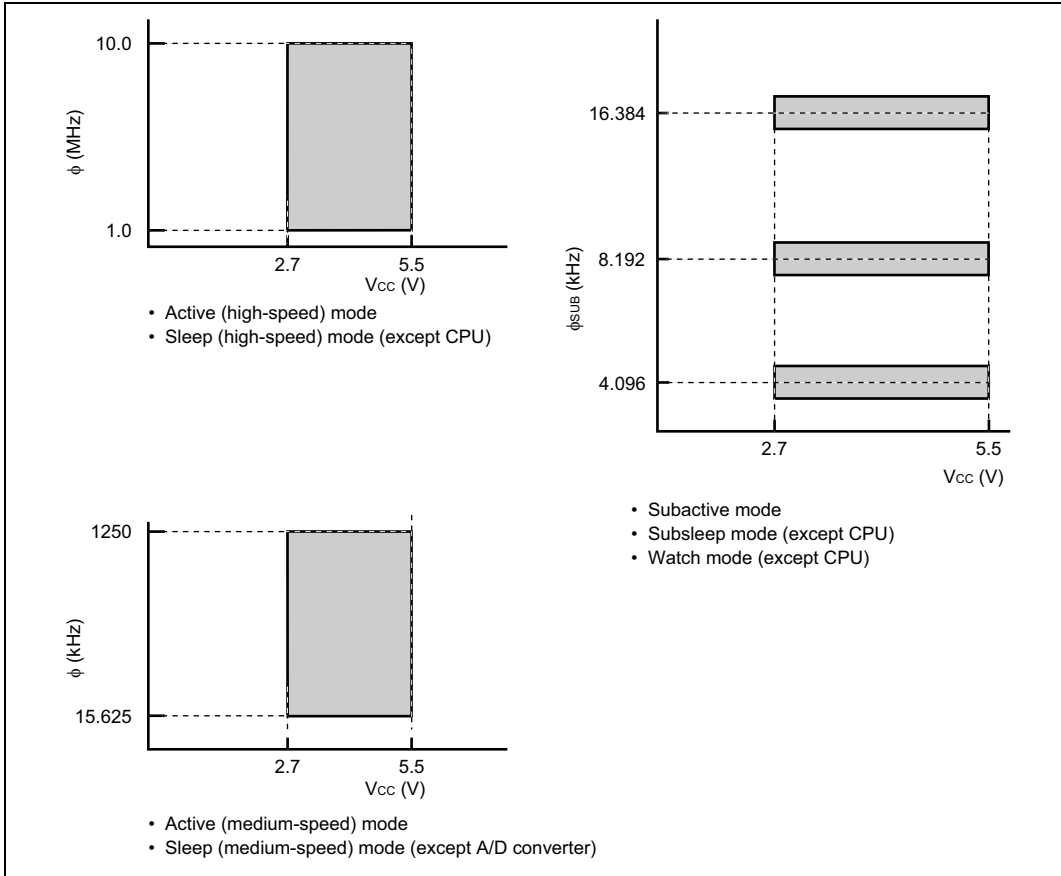 10.0
φ (MHz)
1.0
2.7 5.5
VCC (V)
• Active (high-speed) mode
• Sleep (high-speed) mode (except CPU)
16.384
8.192
φSUB (kHz)
4.096
2.7 5.5
VCC (V)
• Subactive mode
• Subsleep mode (except CPU)
• Watch mode (except CPU)
1250
φ (kHz)
15.625
2.7 5.5
VCC (V)
• Active (medium-speed) mode
• Sleep (medium-speed) mode (except A/D converter)